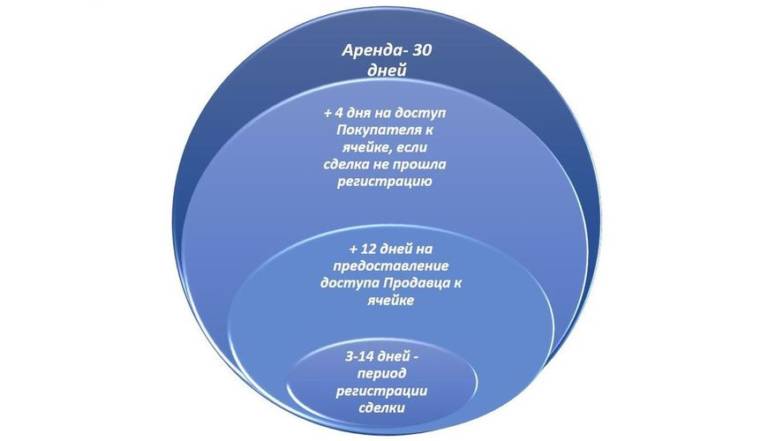 Аренда- 30
дней
+ 4 дня на доступ
Покупателя к
ячейке, если
сделка не прошла
регистрацию
+ 12 дней на
предоставление
доступа Продавца к
ячейке
3-14 дней -
период
регистрации
сделки